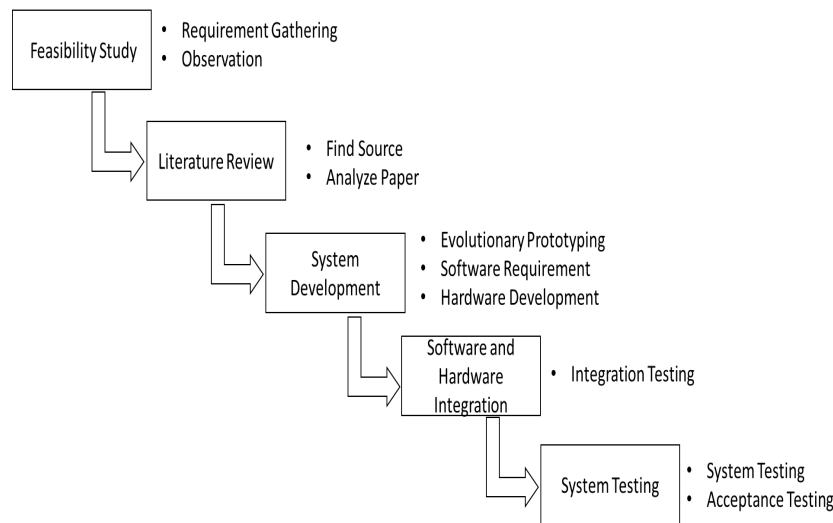 Feasibility Study
• Requirement Gathering
• Observation
Literature Review
• Find Source
• Analyze Paper
System
Development
• Evolutionary Prototyping
• Software Requirement
• Hardware Development
Software and
Hardware
Integration
• Integration Testing
System Testing
• System Testing
• Acceptance Testing